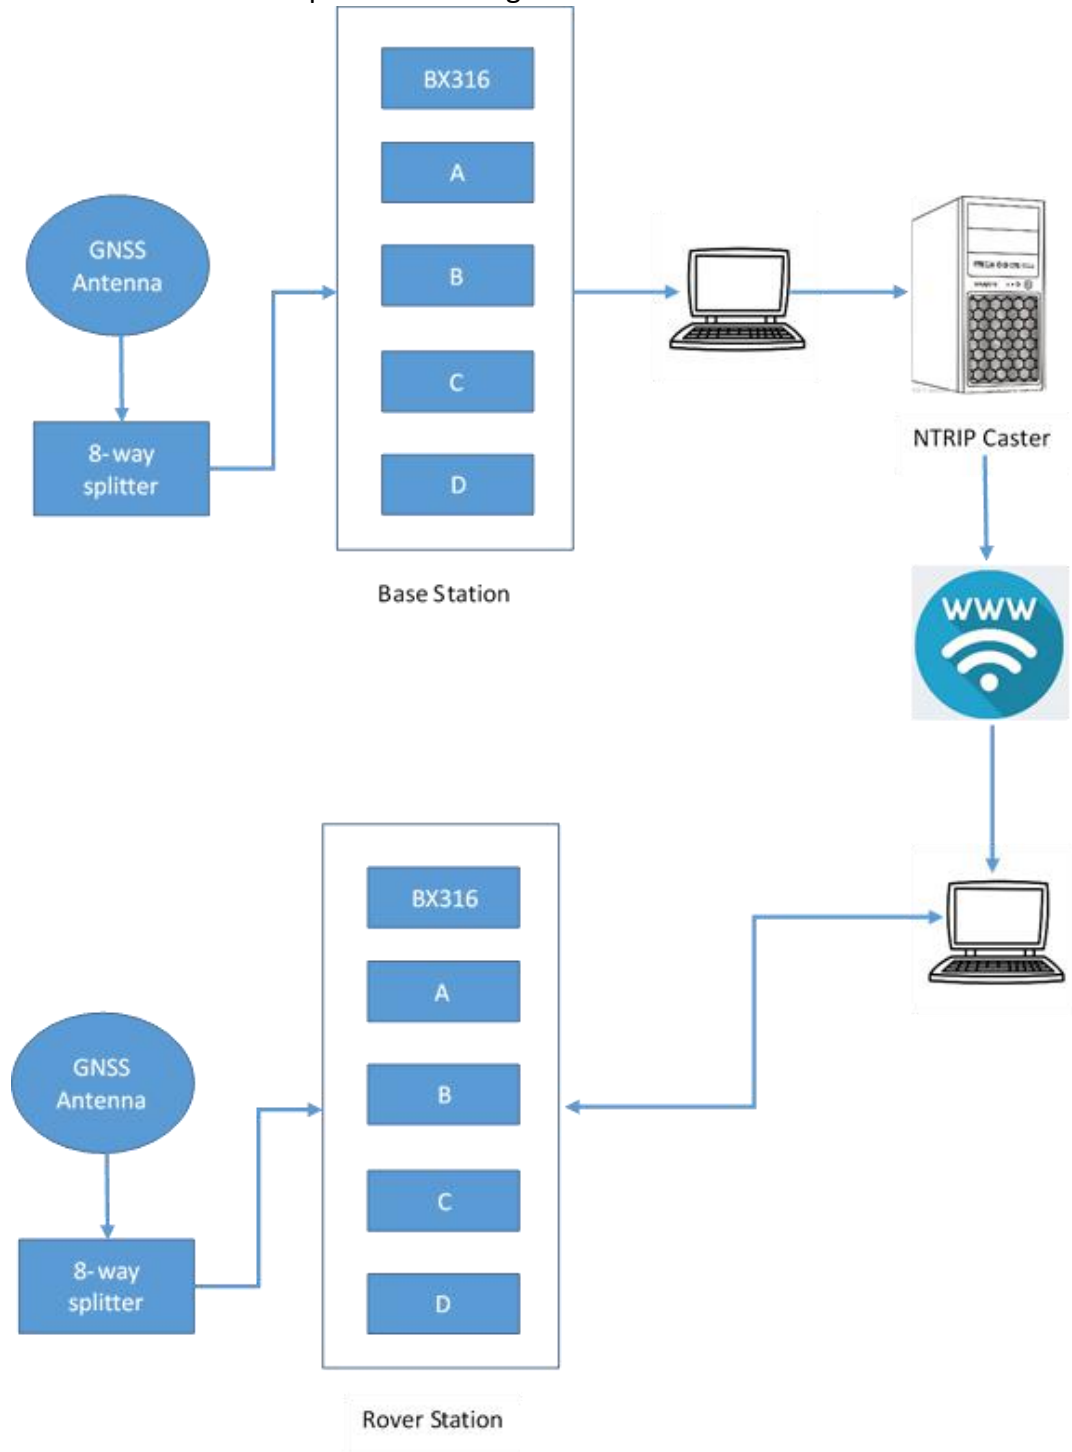 BX316
A
GNSS
Antenna
B
C
8-way
splitter
D
NTRIP Caster
Base Station
WWW
BX316
A
GNSS
Antenna
B
C
8-way
splitter
D
Rover Station